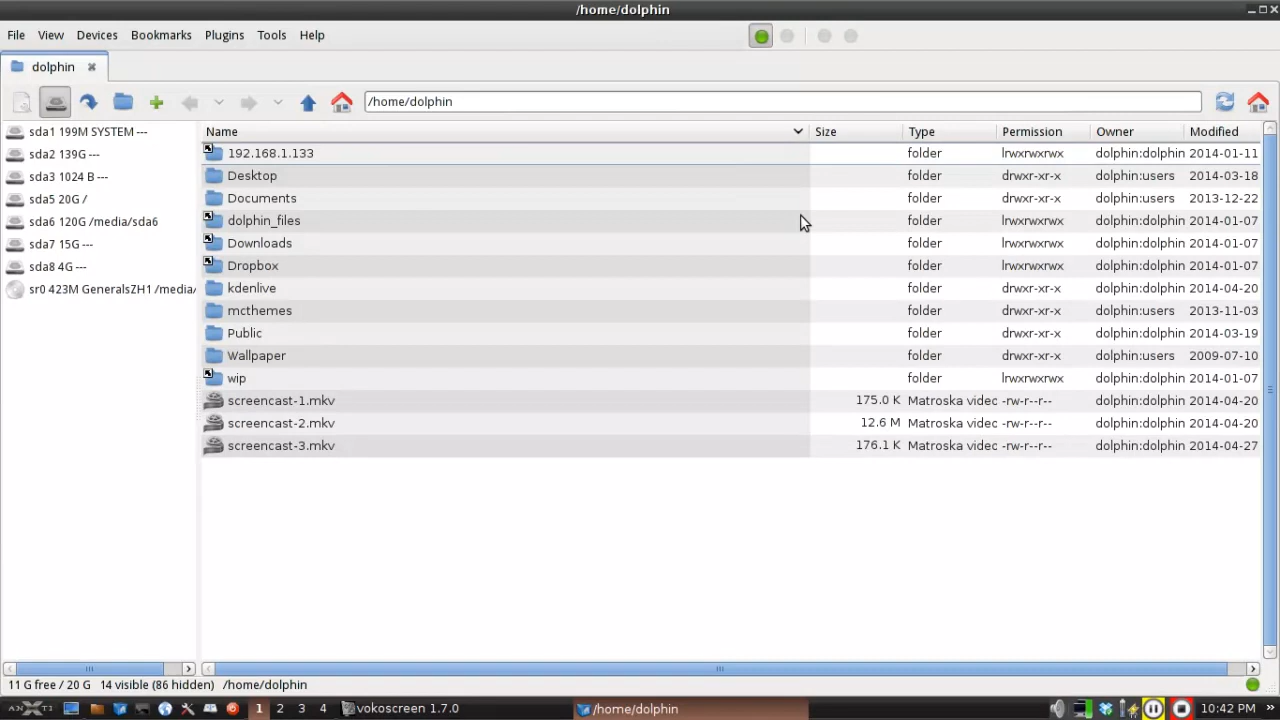 /home/dolphin
File View Devices Bookmarks Plugins Tools Help
dolphin
/home/dolphin
sda1 199M SYSTEM ---
sda2 139G ---
sda3 1024 B ---
sda5 20G /
sda6 120G /media/sda6
sda7 15G ---
sda8 4G ---
sr0 423M GeneralsZH1 /media/
Name Size Type Permission Owner Modified
192.168.1.133 folder lrwxrwxrwx dolphin:dolphin 2014-01-11
Desktop folder drwxr-xr-x dolphin:users 2014-03-18
Documents folder drwxr-xr-x dolphin:users 2013-12-22
dolphin_files folder lrwxrwxrwx dolphin:dolphin 2014-01-07
Downloads folder lrwxrwxrwx dolphin:dolphin 2014-01-07
Dropbox folder lrwxrwxrwx dolphin:dolphin 2014-01-07
kdenlive folder drwxr-xr-x dolphin:dolphin 2014-04-20
mcthemes folder drwxr-xr-x dolphin:users 2013-11-03
Public folder drwxr-xr-x dolphin:dolphin 2014-03-19
Wallpaper folder drwxr-xr-x dolphin:users 2009-07-10
wip folder lrwxrwxrwx dolphin:dolphin 2014-01-07
screencast-1.mkv 175.0 K Matroska videc -rw-r--r-- dolphin:dolphin 2014-04-20
screencast-2.mkv 12.6 M Matroska videc -rw-r--r-- dolphin:dolphin 2014-04-20
screencast-3.mkv 176.1 K Matroska videc -rw-r--r-- dolphin:dolphin 2014-04-27
11 G free / 20 G 14 visible (86 hidden) /home/dolphin
1 2 3 4 vokoscreen 1.7.0 /home/dolphin 10:42 PM